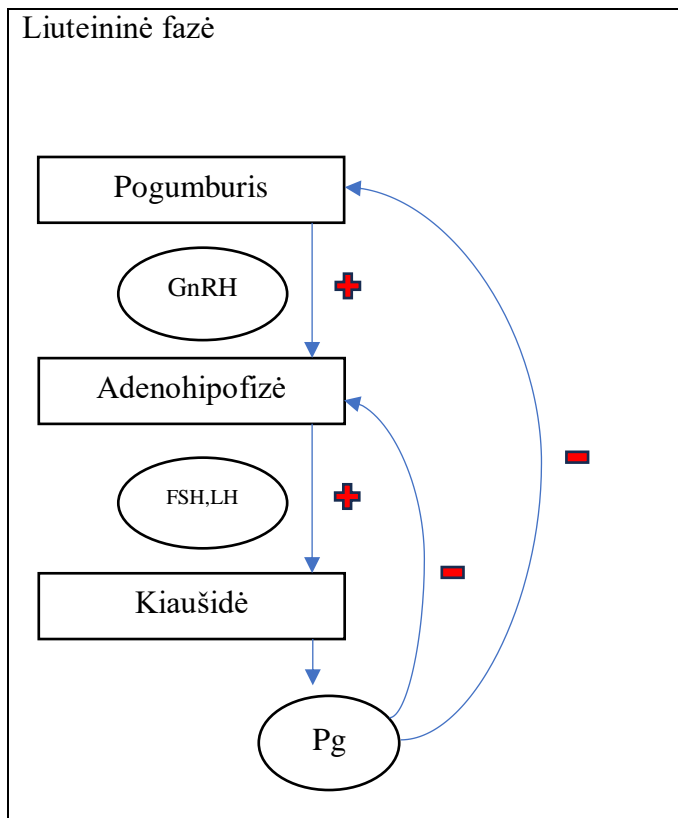 Liuteininė fazė
Pogumburis
GnRH
Adenohipofizė
FSH,LH
Kiaušidė
Pg